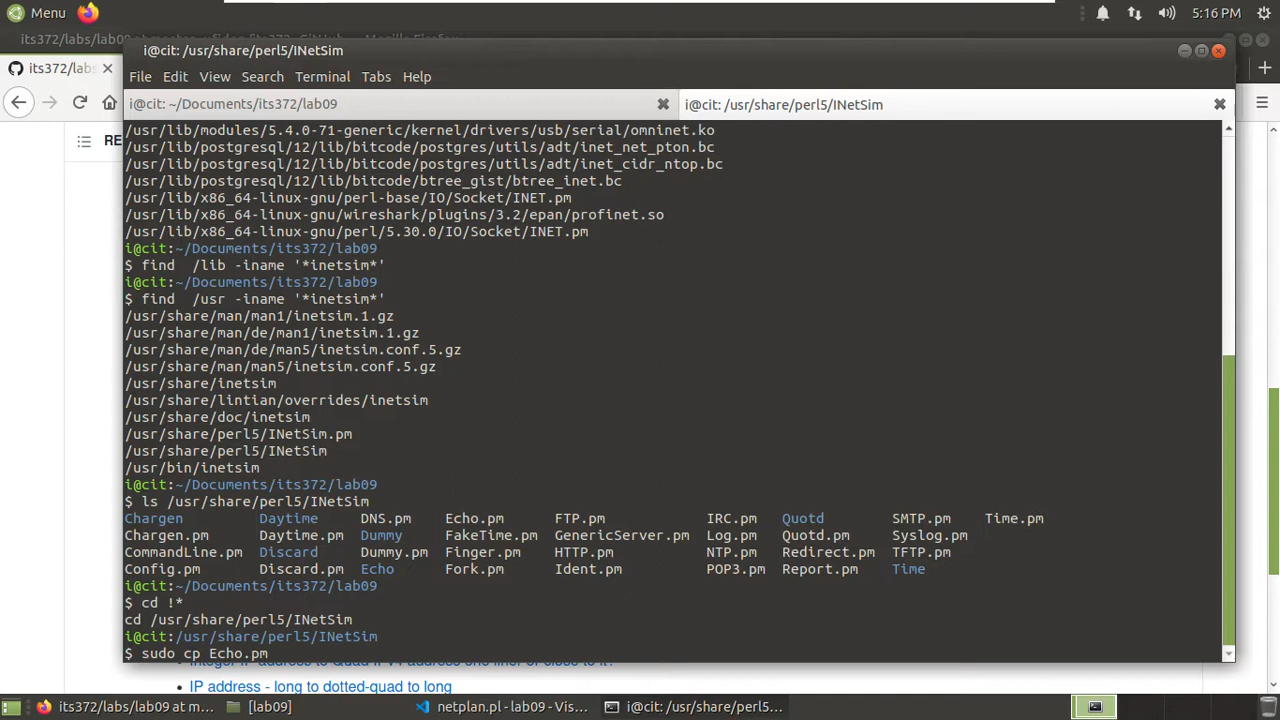 Menu
5:16 PM
its372/labs
i@cit: /usr/share/perl5/INetSim
File Edit View Search Terminal Tabs Help
i@cit: ~/Documents/its372/lab09
i@cit: /usr/share/perl5/INetSim
RE
/usr/lib/modules/5.4.0-71-generic/kernel/drivers/usb/serial/omninet.ko
/usr/lib/postgresql/12/lib/bitcode/postgres/utils/adt/inet_net_pton.bc
/usr/lib/postgresql/12/lib/bitcode/postgres/utils/adt/inet_cidr_ntop.bc
/usr/lib/postgresql/12/lib/bitcode/btree_gist/btree_inet.bc
/usr/lib/x86_64-linux-gnu/perl-base/IO/Socket/INET.pm
/usr/lib/x86_64-linux-gnu/wireshark/plugins/3.2/epan/profinet.so
/usr/lib/x86_64-linux-gnu/perl/5.30.0/IO/Socket/INET.pm
i@cit:~/Documents/its372/lab09
$ find  /lib -iname '*inetsim*'
i@cit:~/Documents/its372/lab09
$ find  /usr -iname '*inetsim*'
/usr/share/man/man1/inetsim.1.gz
/usr/share/man/de/man1/inetsim.1.gz
/usr/share/man/de/man5/inetsim.conf.5.gz
/usr/share/man/man5/inetsim.conf.5.gz
/usr/share/inetsim
/usr/share/lintian/overrides/inetsim
/usr/share/doc/inetsim
/usr/share/perl5/INetSim.pm
/usr/share/perl5/INetSim
/usr/bin/inetsim
i@cit:~/Documents/its372/lab09
$ ls /usr/share/perl5/INetSim
Chargen Daytime DNS.pm Echo.pm FTP.pm IRC.pm Quotd SMTP.pm Time.pm
Chargen.pm Daytime.pm Dummy FakeTime.pm GenericServer.pm Log.pm Quotd.pm Syslog.pm
CommandLine.pm Discard Dummy.pm Finger.pm HTTP.pm NTP.pm Redirect.pm TFTP.pm
Config.pm Discard.pm Echo Fork.pm Ident.pm POP3.pm Report.pm Time
i@cit:~/Documents/its372/lab09
$ cd !*
cd /usr/share/perl5/INetSim
i@cit:/usr/share/perl5/INetSim
$ sudo cp Echo.pm
IP address - long to dotted-quad to long
its372/labs/lab09 at m...
[lab09]
netplan.pl - lab09 - Vis...
i@cit: /usr/share/perl5...